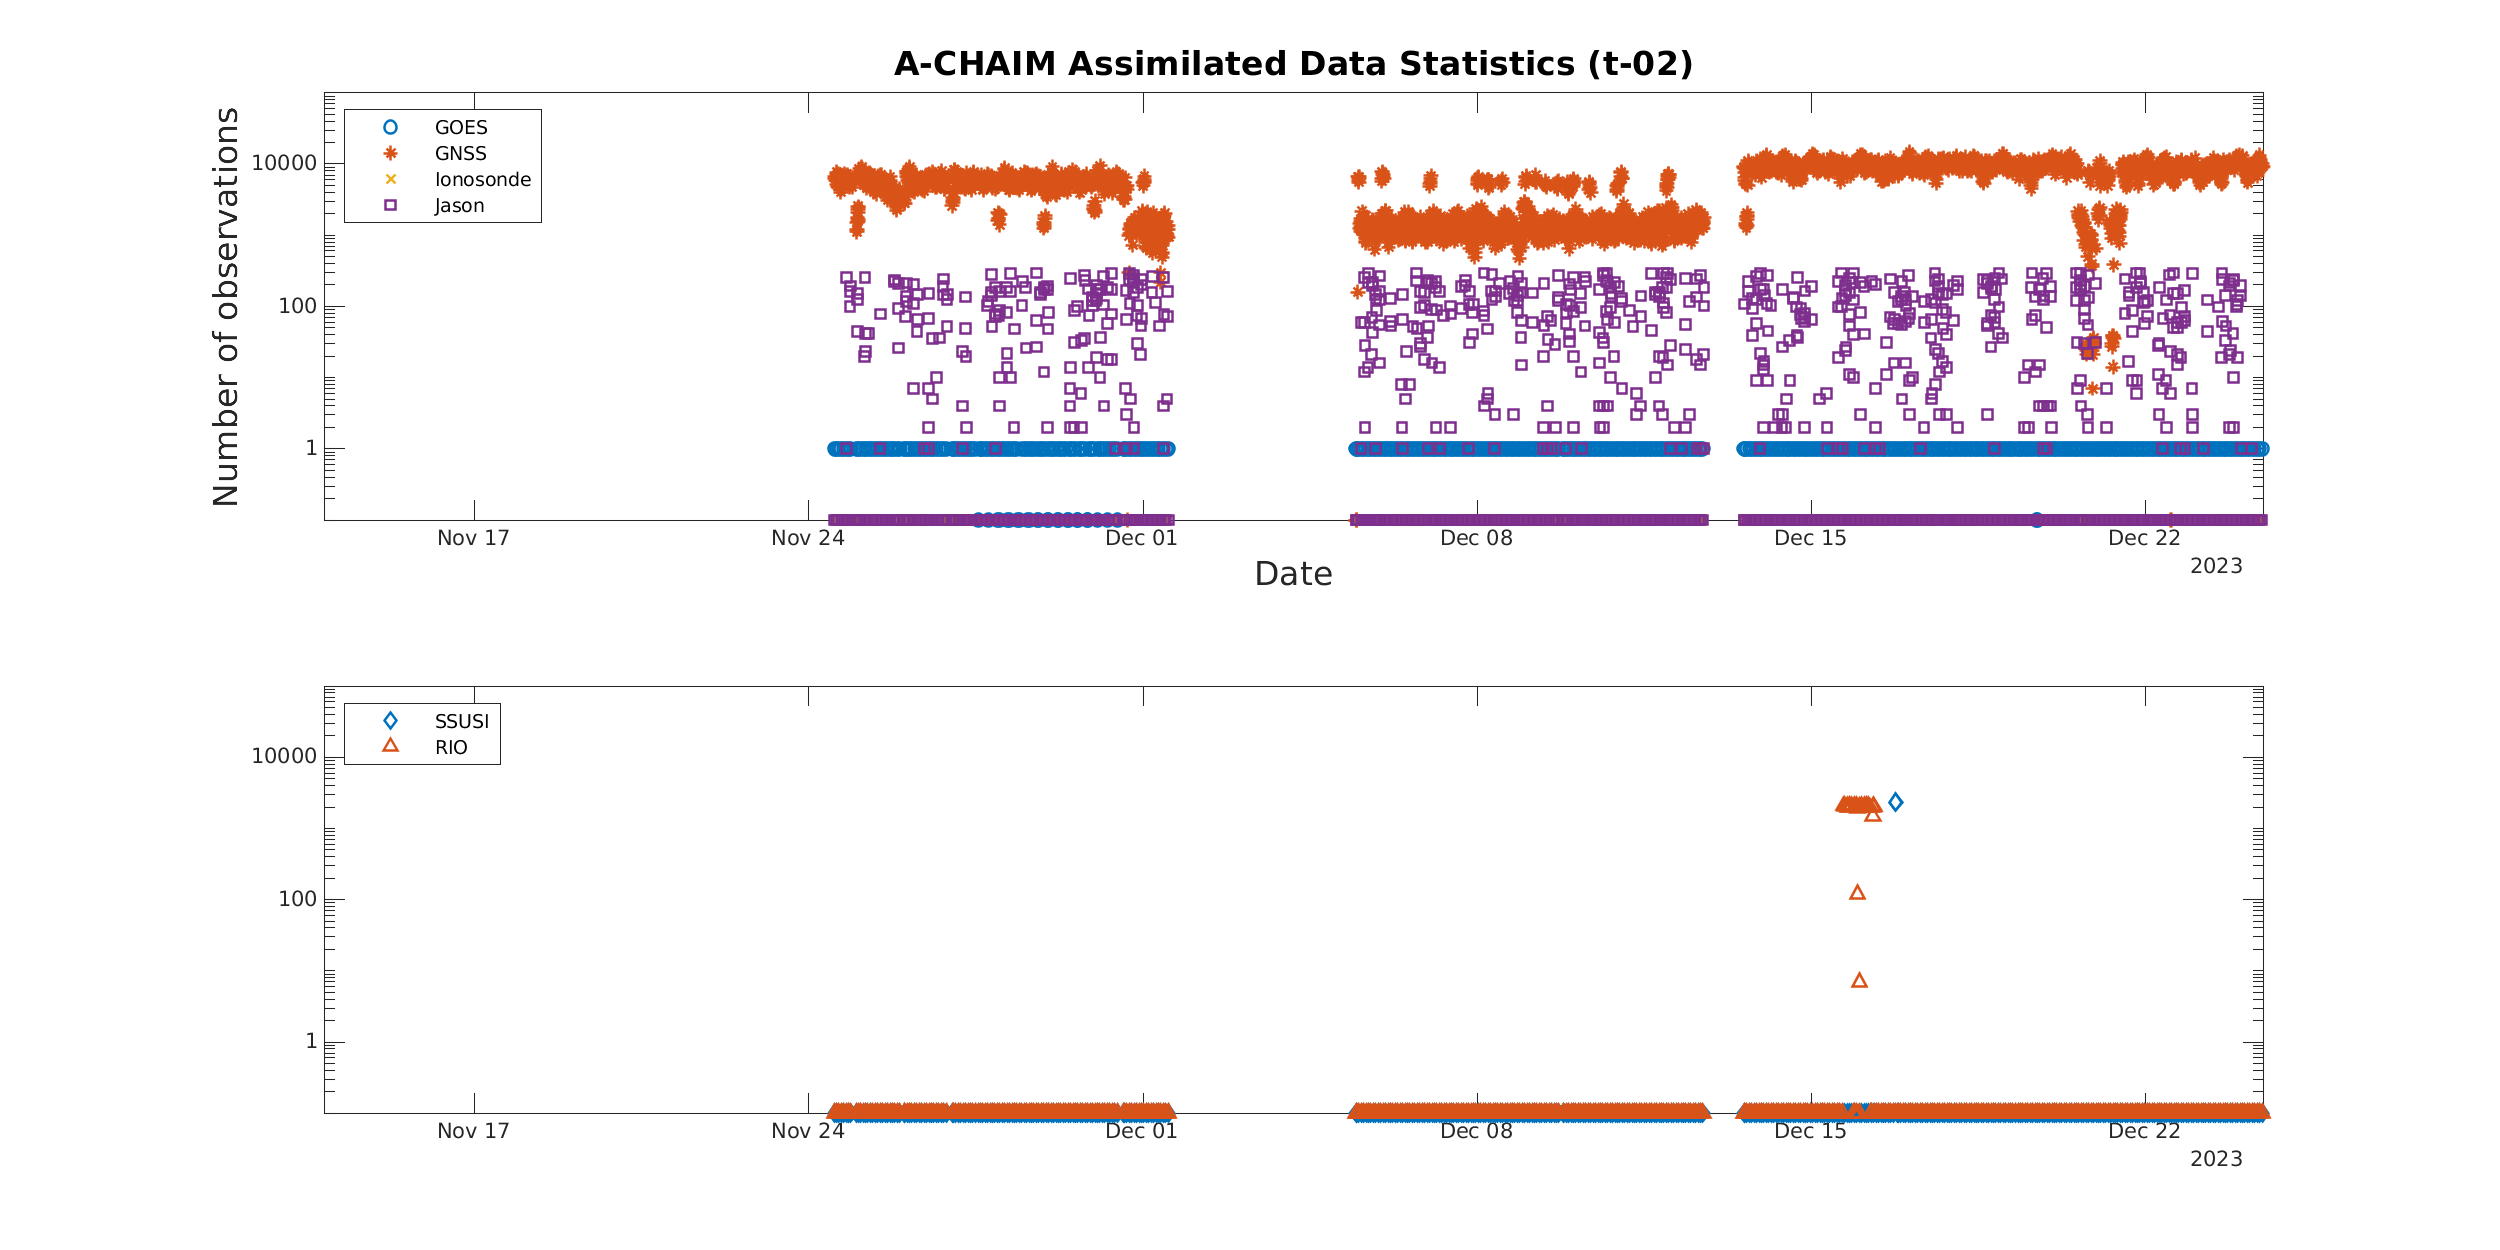 A-CHAIM Assimilated Data Statistics (t-02)
Number of observations
10000
100
1
GOES
GNSS
Ionosonde
Jason
Nov 17 Nov 24 Dec 01 Dec 08 Dec 15 Dec 22
2023
Date
10000
100
1
SSUSI
RIO
Nov 17 Nov 24 Dec 01 Dec 08 Dec 15 Dec 22
2023